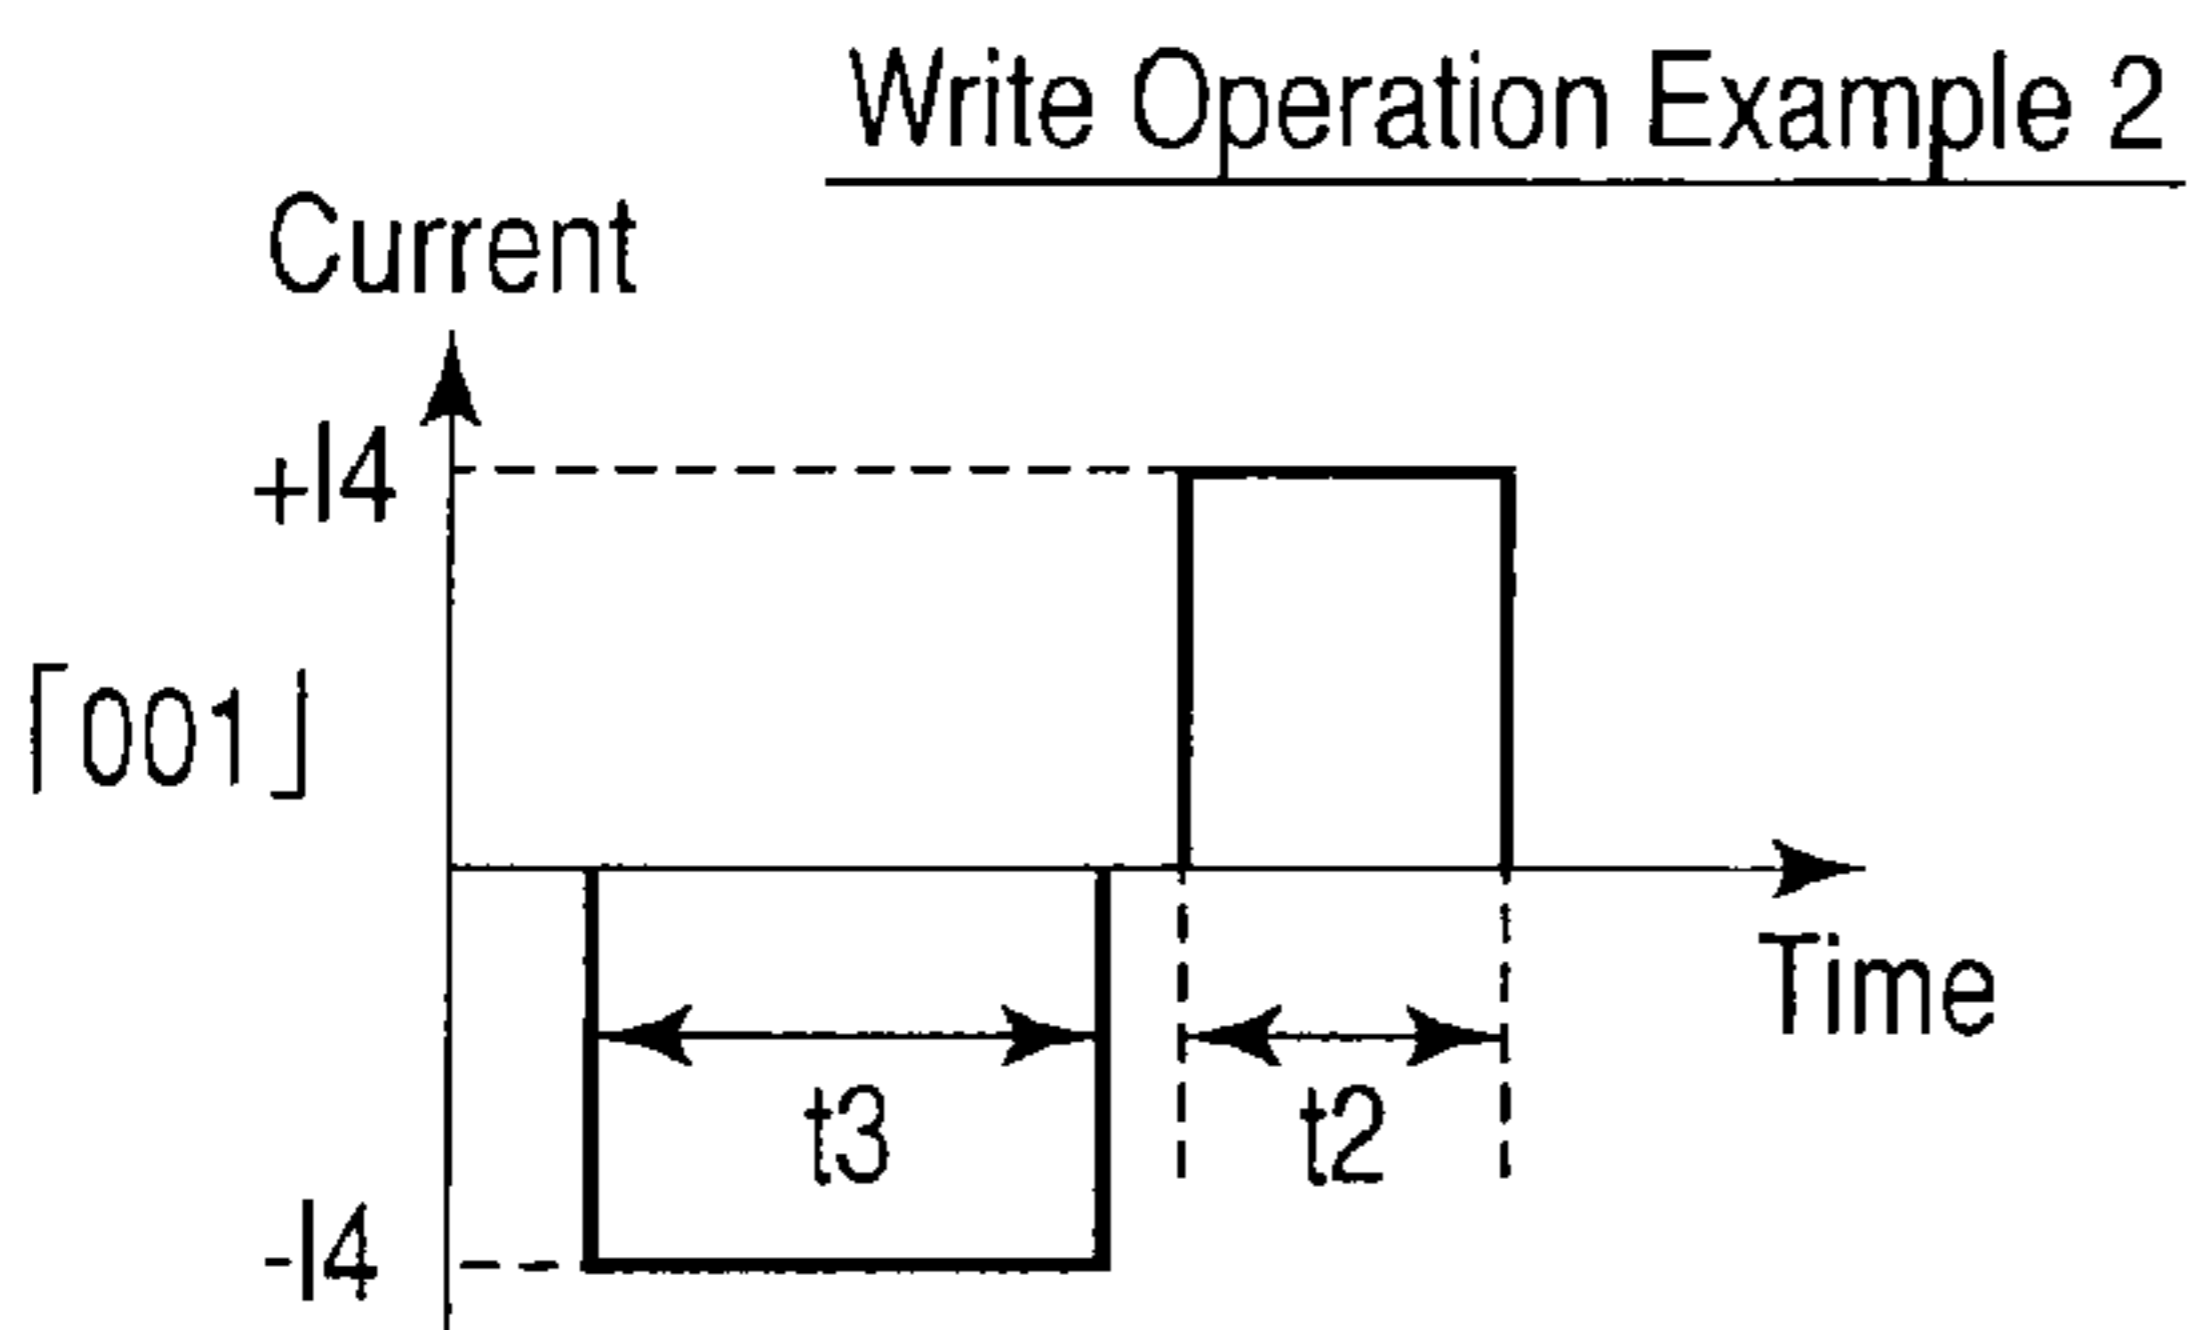 Write Operation Example 2
Current
+I4
「001」
Time
t3
t2
-I4